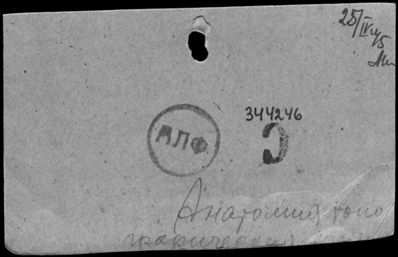 25/IV 45
АЛФ
344246
Э
Анатомия топо
графическая